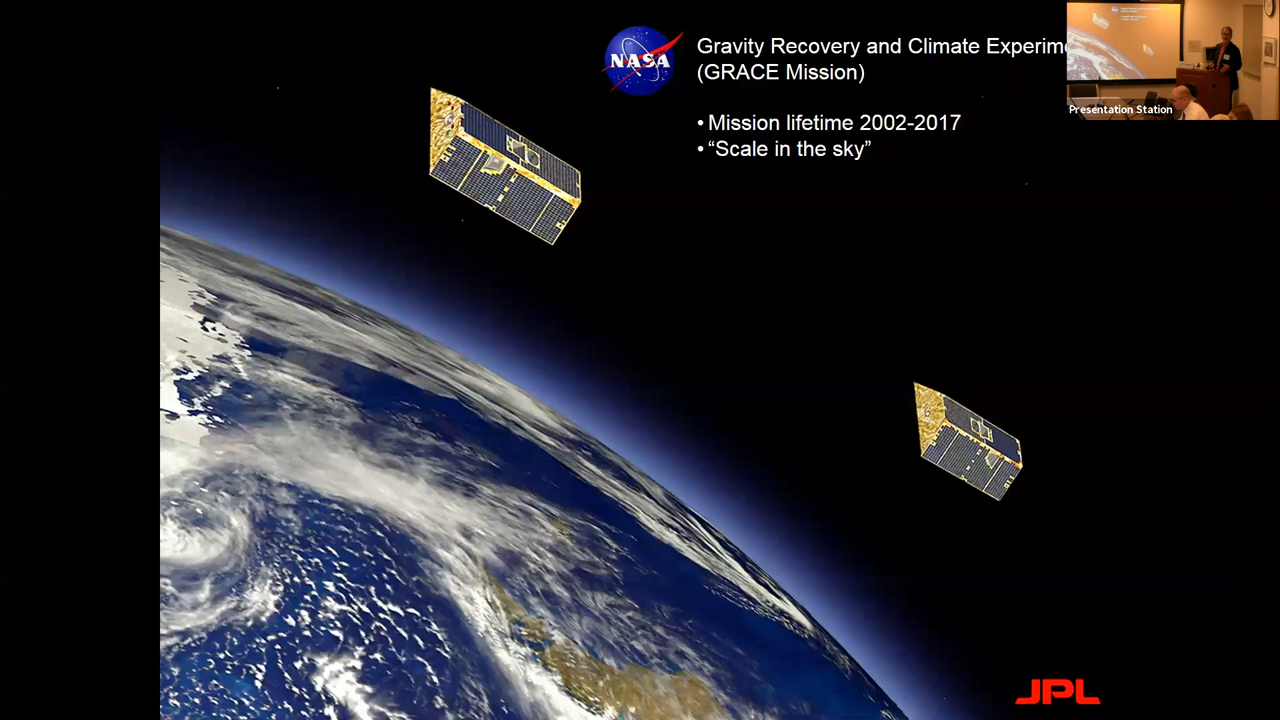 NASA
Gravity Recovery and Climate Experim
(GRACE Mission)
• Mission lifetime 2002-2017
• “Scale in the sky”
Presentation Station
JPL